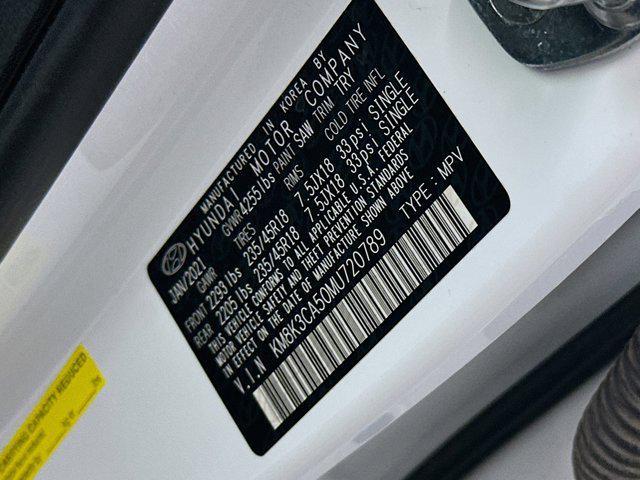 MANUFACTURED IN KOREA BY
HYUNDAI MOTOR COMPANY
JAN/2021 GVWR 4255 lbs PAINT SAW TRIM TRY
GAWR TIRES RIMS COLD TIRE INFL
FRONT 2293 lbs 235/45R18 7.5JX18 33psi SINGLE
REAR 2205 lbs 235/45R18 7.5JX18 33psi SINGLE
THIS VEHICLE CONFORMS TO ALL APPLICABLE U.S.A. FEDERAL
MOTOR VEHICLE SAFETY AND THEFT PREVENTION STANDARDS
IN EFFECT ON THE DATE OF MANUFACTURE SHOWN ABOVE
V.I.N KM8K3CA50MU720789 TYPE: MPV
CARRYING CAPACITY REDUCED